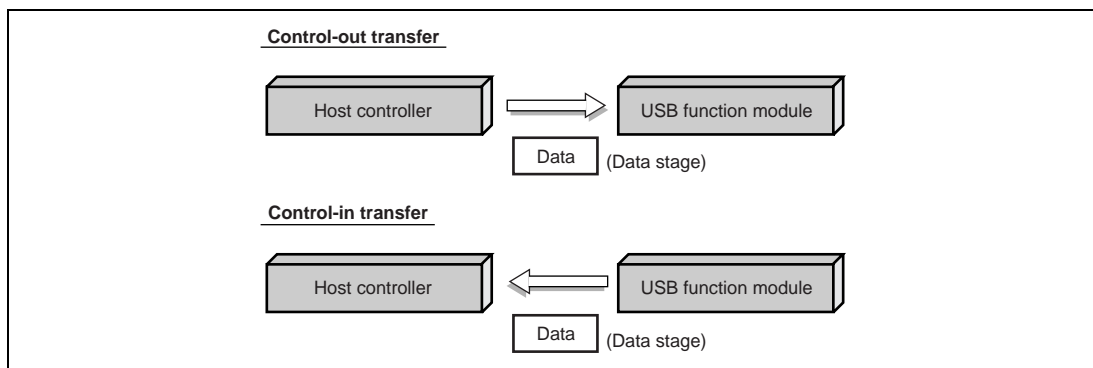 Control-out transfer
Host controller
USB function module
Data
(Data stage)
Control-in transfer
Host controller
USB function module
Data
(Data stage)